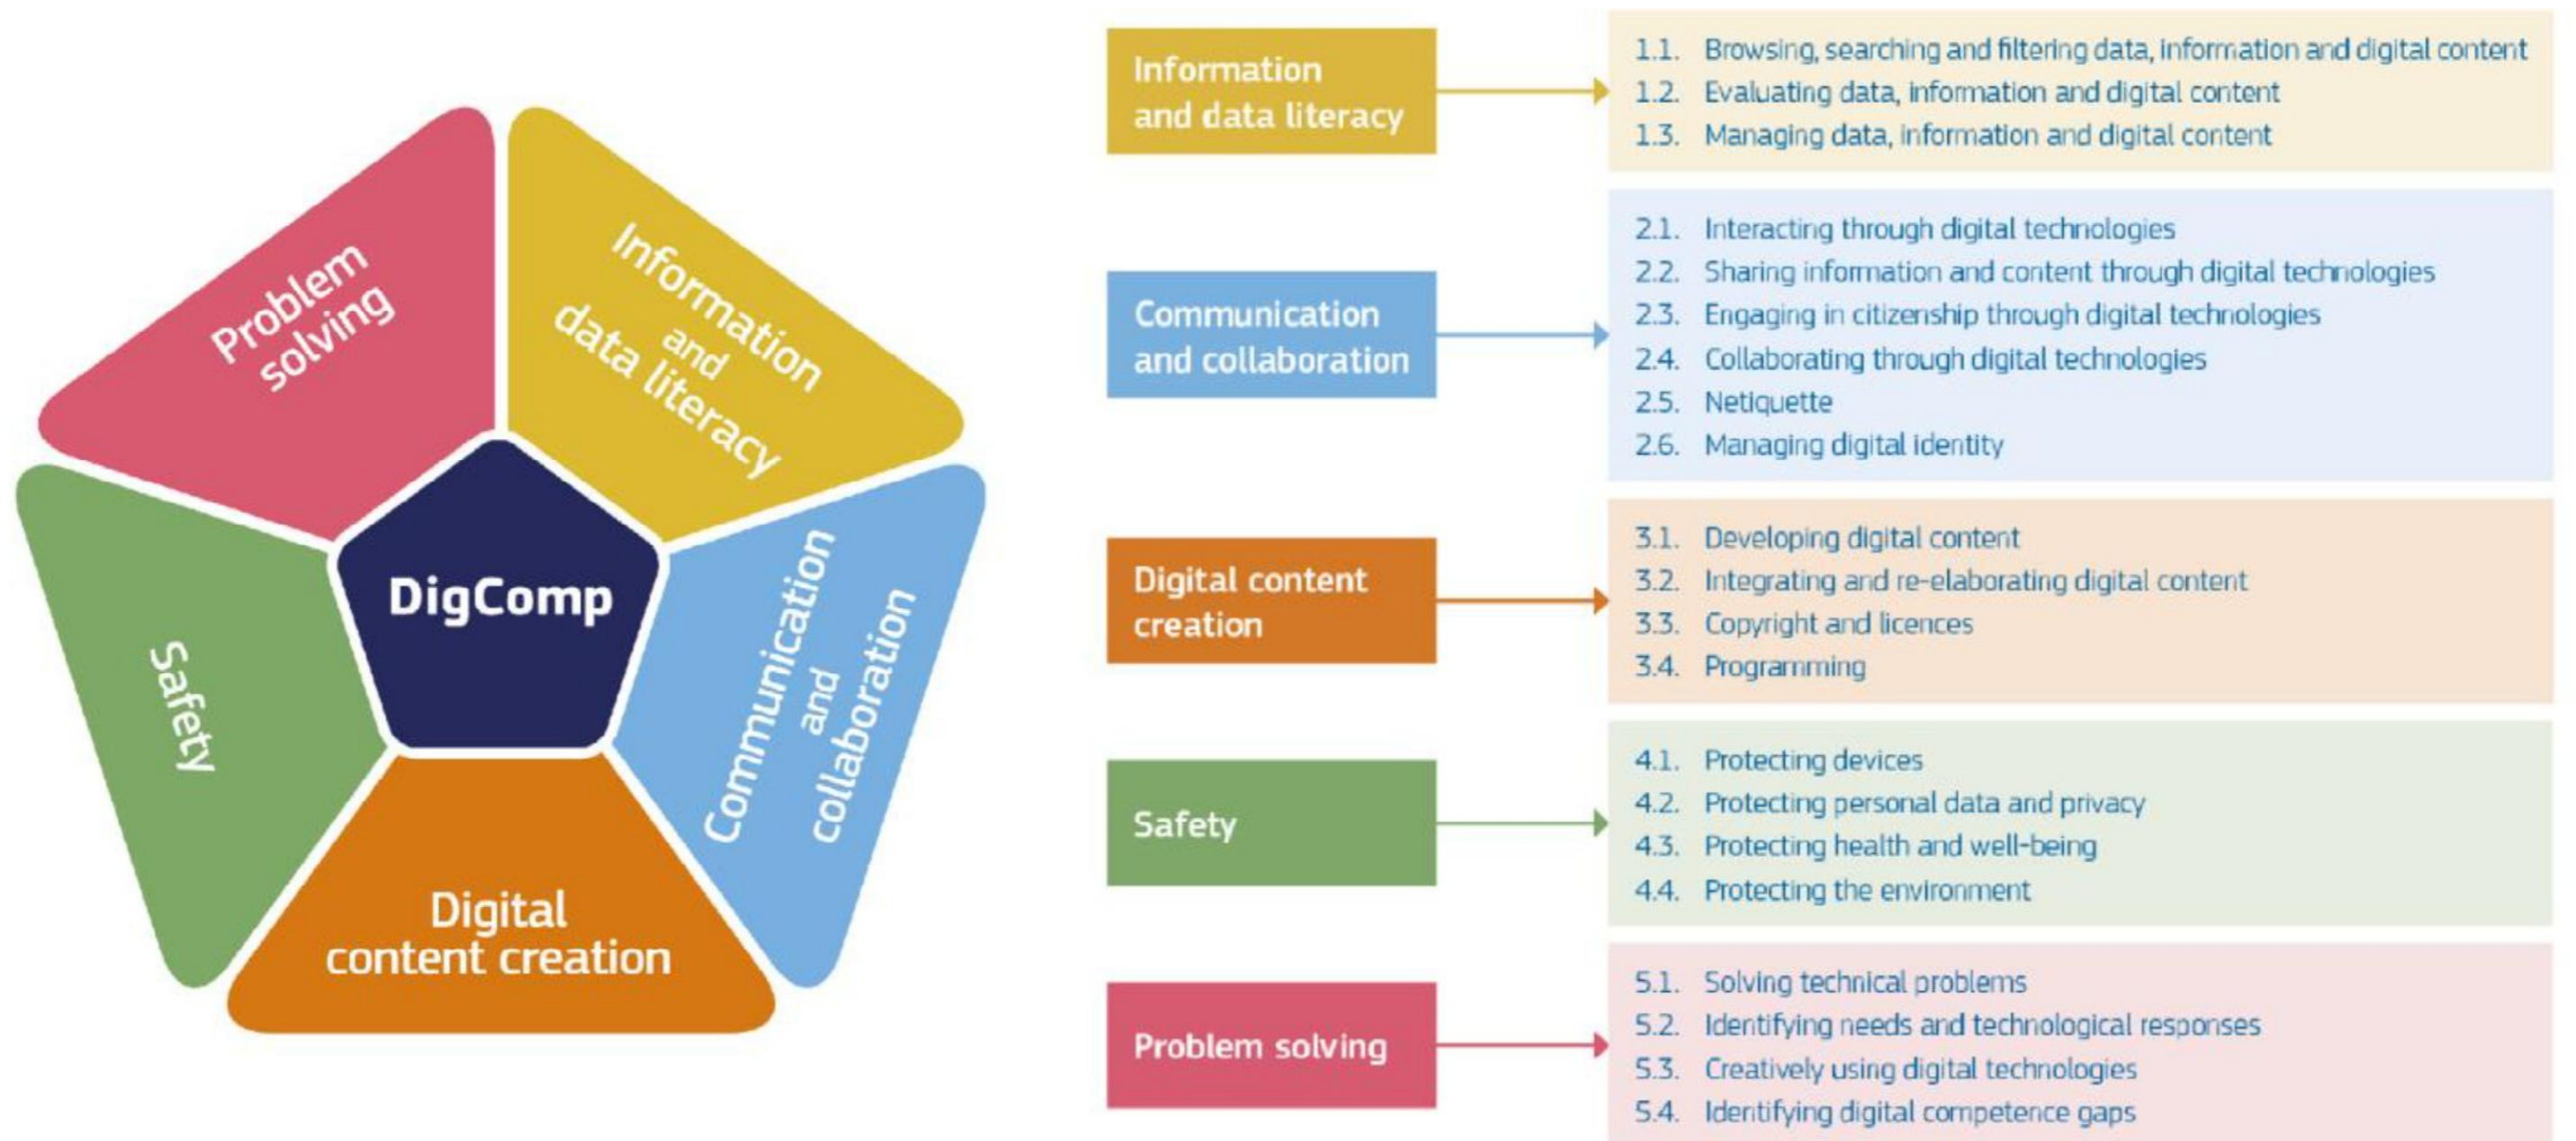 Problem
solving
Information
and
data literacy
DigComp
Safety
Communication
and
collaboration
Digital
content creation
Information
and data literacy
1.1. Browsing, searching and filtering data, information and digital content
1.2. Evaluating data, information and digital content
1.3. Managing data, information and digital content
Communication
and collaboration
2.1. Interacting through digital technologies
2.2. Sharing information and content through digital technologies
2.3. Engaging in citizenship through digital technologies
2.4. Collaborating through digital technologies
2.5. Netiquette
2.6. Managing digital identity
Digital content
creation
3.1. Developing digital content
3.2. Integrating and re-elaborating digital content
3.3. Copyright and licences
3.4. Programming
Safety
4.1. Protecting devices
4.2. Protecting personal data and privacy
4.3. Protecting health and well-being
4.4. Protecting the environment
Problem solving
5.1. Solving technical problems
5.2. Identifying needs and technological responses
5.3. Creatively using digital technologies
5.4. Identifying digital competence gaps